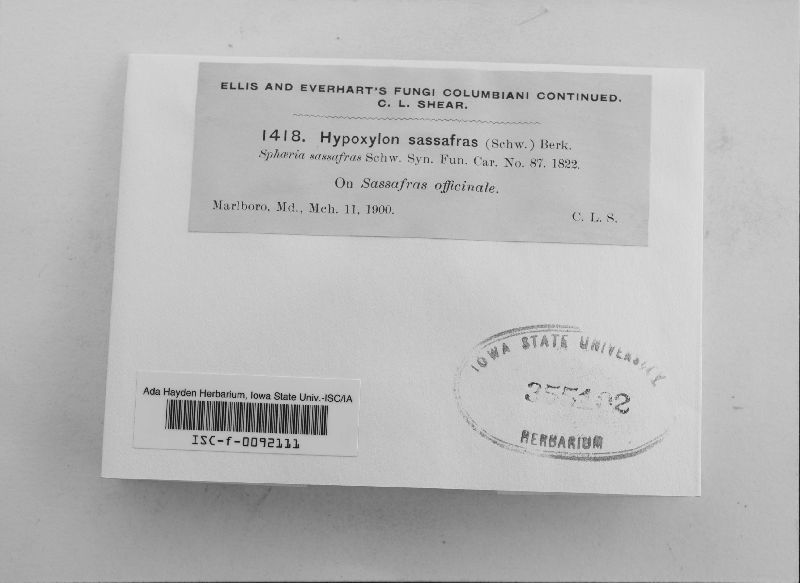 ELLIS AND EVERHART'S FUNGI COLUMBIANI CONTINUED.
C. L. SHEAR.
1418. Hypoxylon sassafras (Schw.) Berk.
Sphæria sassafras Schw. Syn. Fun. Car. No. 87. 1822.
On Sassafras officinale.
Marlboro, Md., Mch. 11, 1900.
C. L. S.
IOWA STATE UNIVERSITY
HERBARIUM
Ada Hayden Herbarium, Iowa State Univ.-ISC/IA
ISC-f-0092111